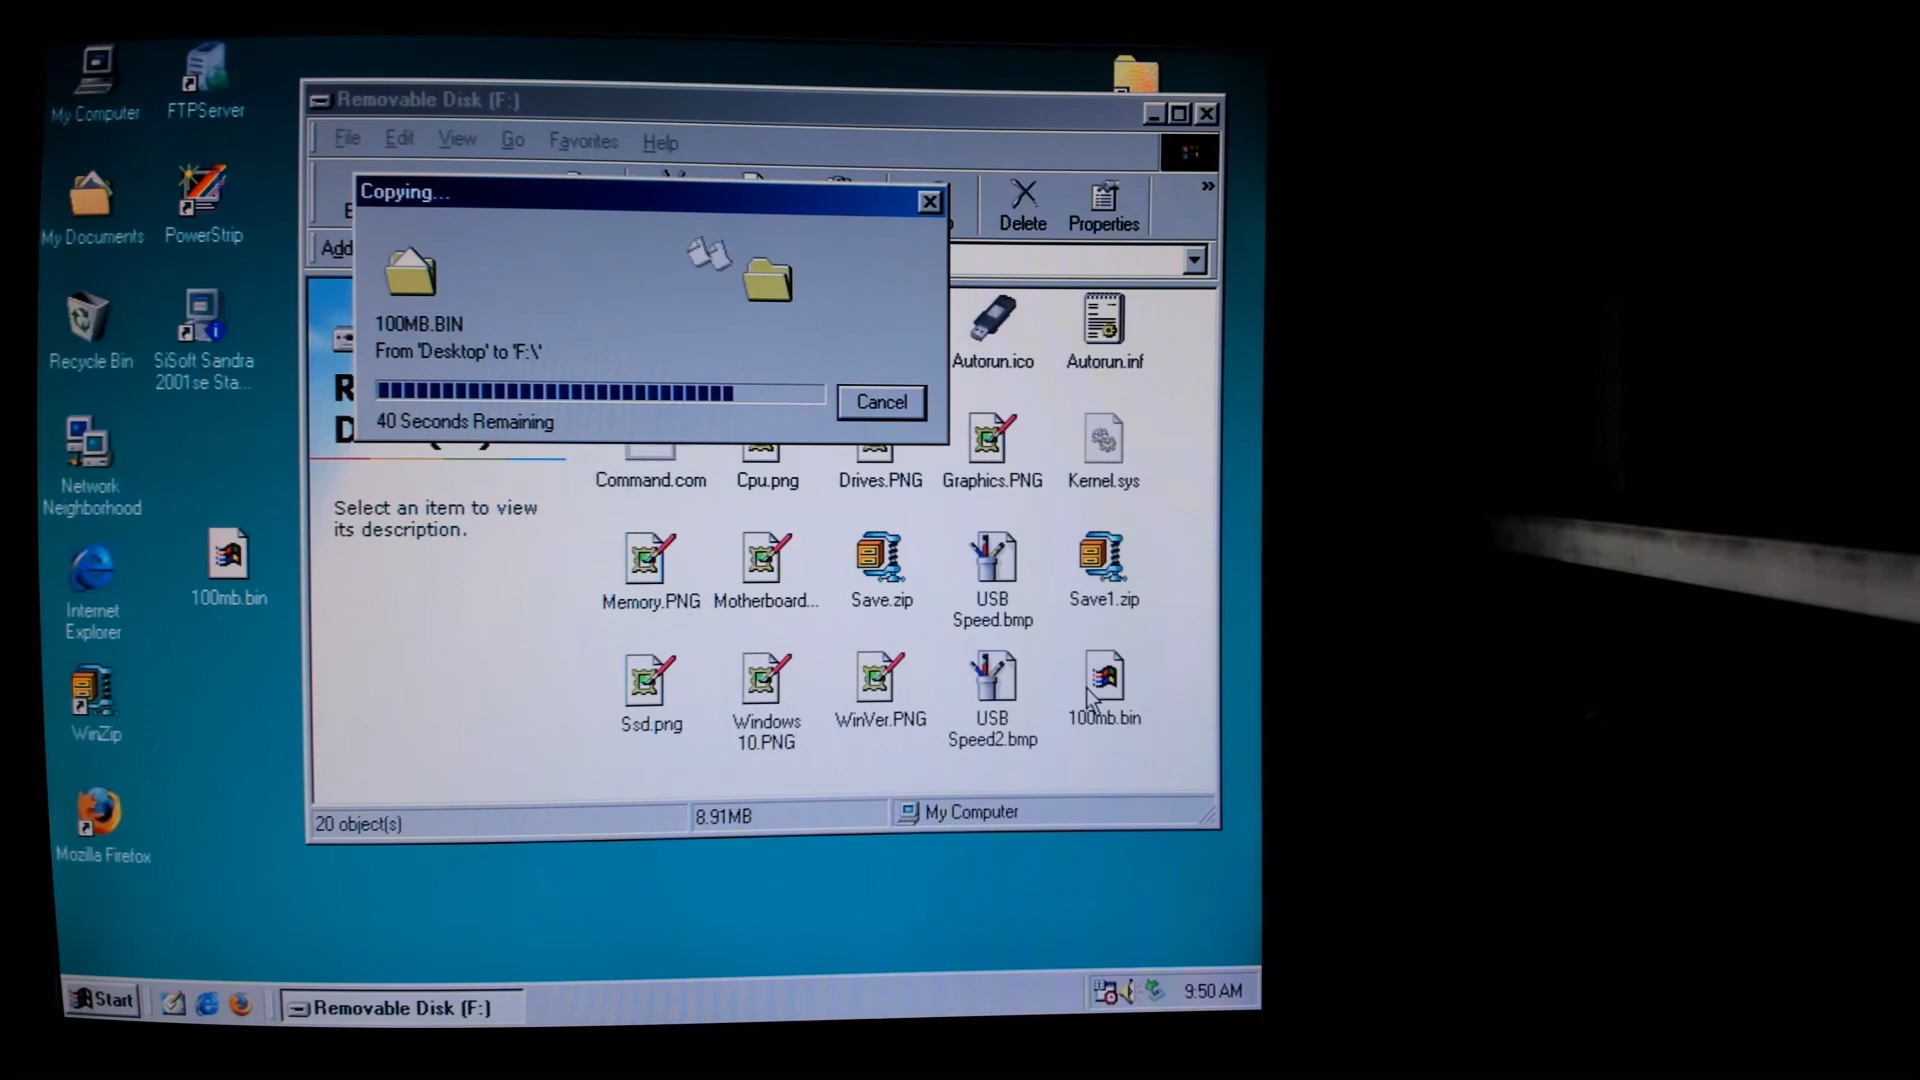 My Computer
FTPServer
My Documents
PowerStrip
Recycle Bin
SiSoft Sandra
2001se Sta...
Network
Neighborhood
100mb.bin
Internet
Explorer
WinZip
Mozilla Firefox
Removable Disk (F:)
File Edit View Go Favorites Help
Delete
Properties
»
Add
Copying...
100MB.BIN
From 'Desktop' to 'F:\'
Cancel
40 Seconds Remaining
Select an item to view
its description.
Autorun.ico
Autorun.inf
Command.com
Cpu.png
Drives.PNG
Graphics.PNG
Kernel.sys
Memory.PNG
Motherboard...
Save.zip
USB
Speed.bmp
Save1.zip
Ssd.png
Windows
10.PNG
WinVer.PNG
USB
Speed2.bmp
100mb.bin
20 object(s)
8.91MB
My Computer
Start
Removable Disk (F:)
9:50 AM